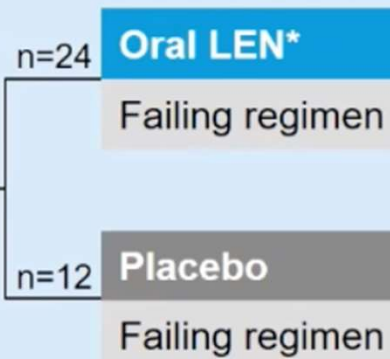 n=24
Oral LEN*
Failing regimen
n=12
Placebo
Failing regimen